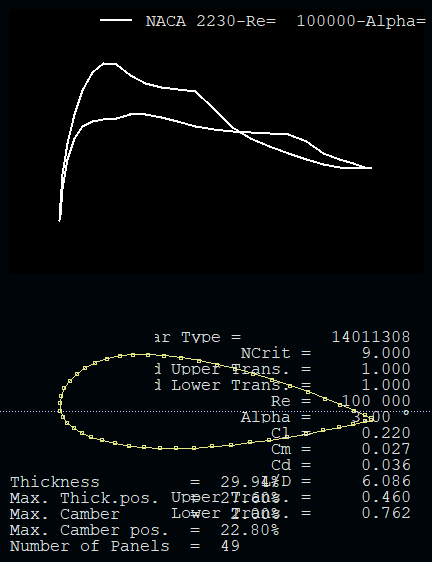 NACA 2230-Re=  100000-Alpha=
ar Type =  14011308
NCrit =  9.000
d Upper Trans. =  1.000
d Lower Trans. =  1.000
Re =  100 000
Alpha =
Cl =  0.220
Cm =  0.027
Cd =  0.036
Thickness  =  29.94%  L/D =  6.086
Max. Thick.pos.  =  27.60%  Upper Trans. =  0.460
Max. Camber  =  2.00%  Lower Trans. =  0.762
Max. Camber pos.  =  22.80%
Number of Panels  =  49